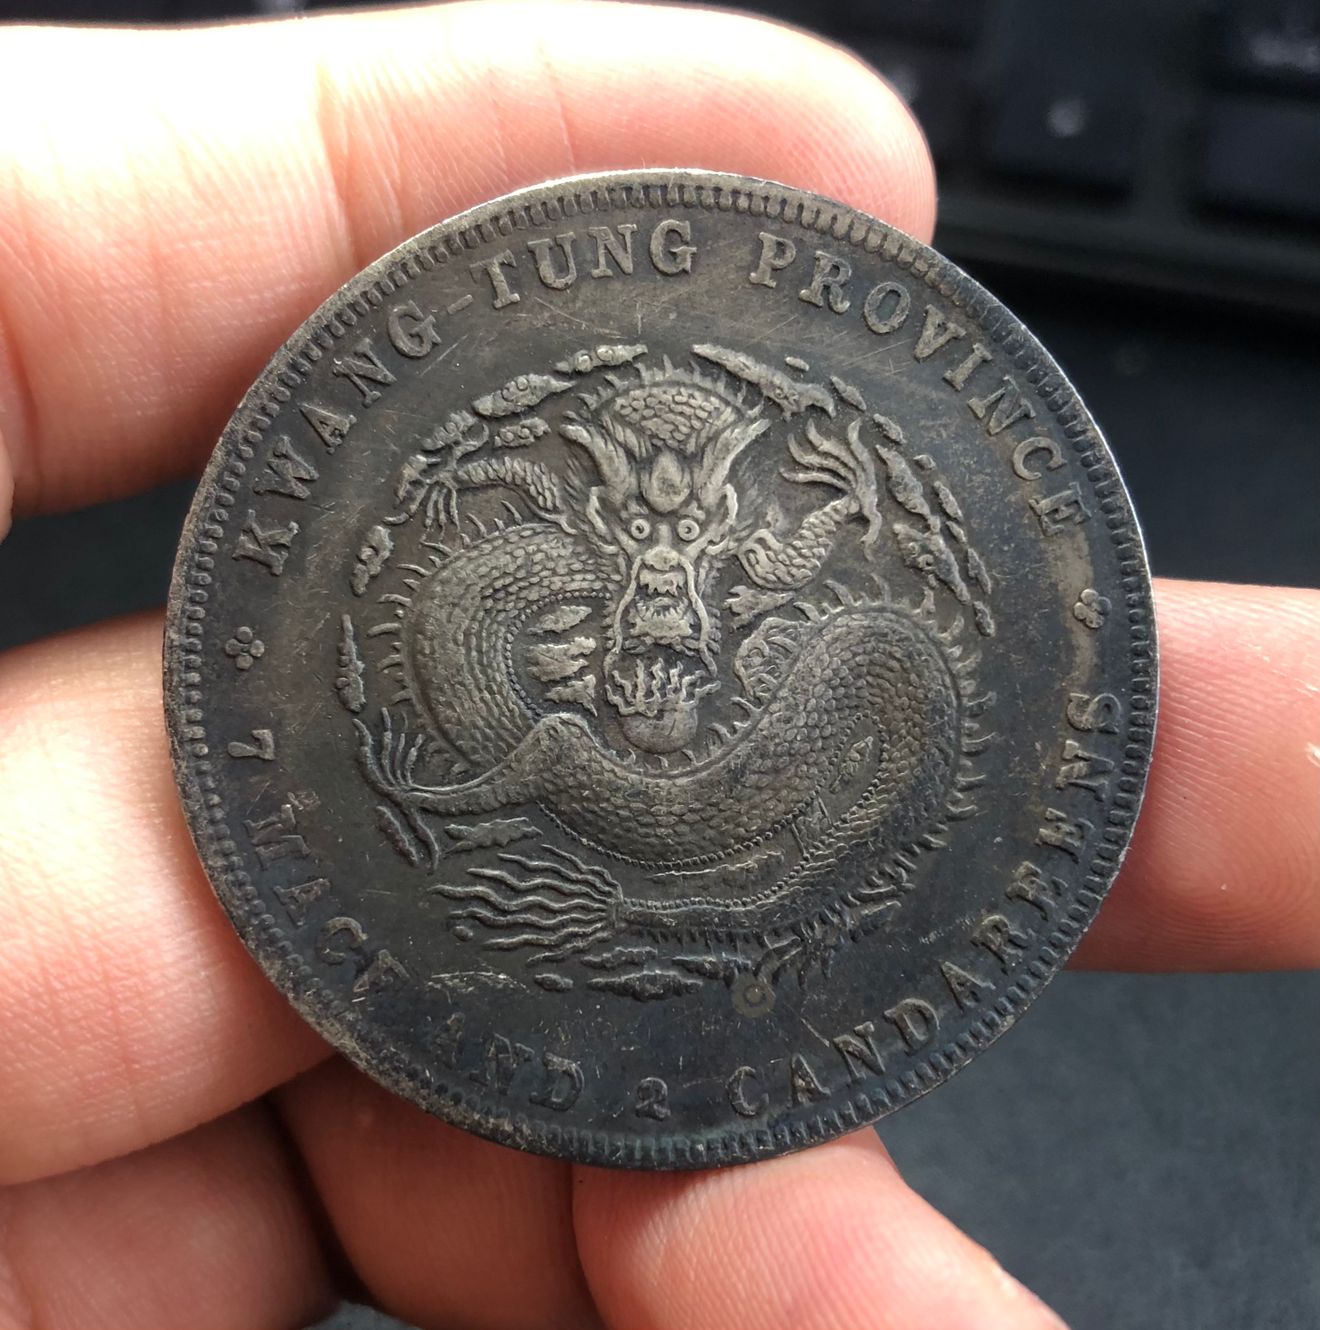 KWANG-TUNG PROVINCE
7 MACE AND 2 CANDAREENS